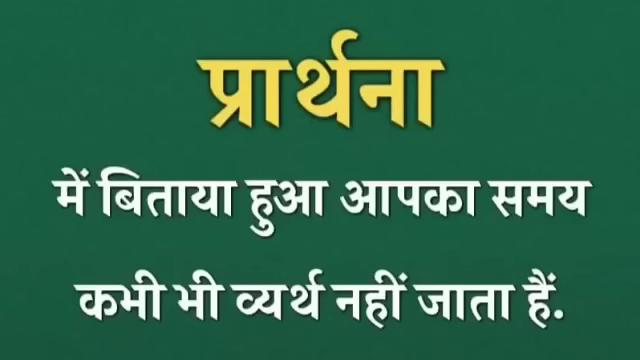 प्रार्थना
में बिताया हुआ आपका समय
कभी भी व्यर्थ नहीं जाता हैं.